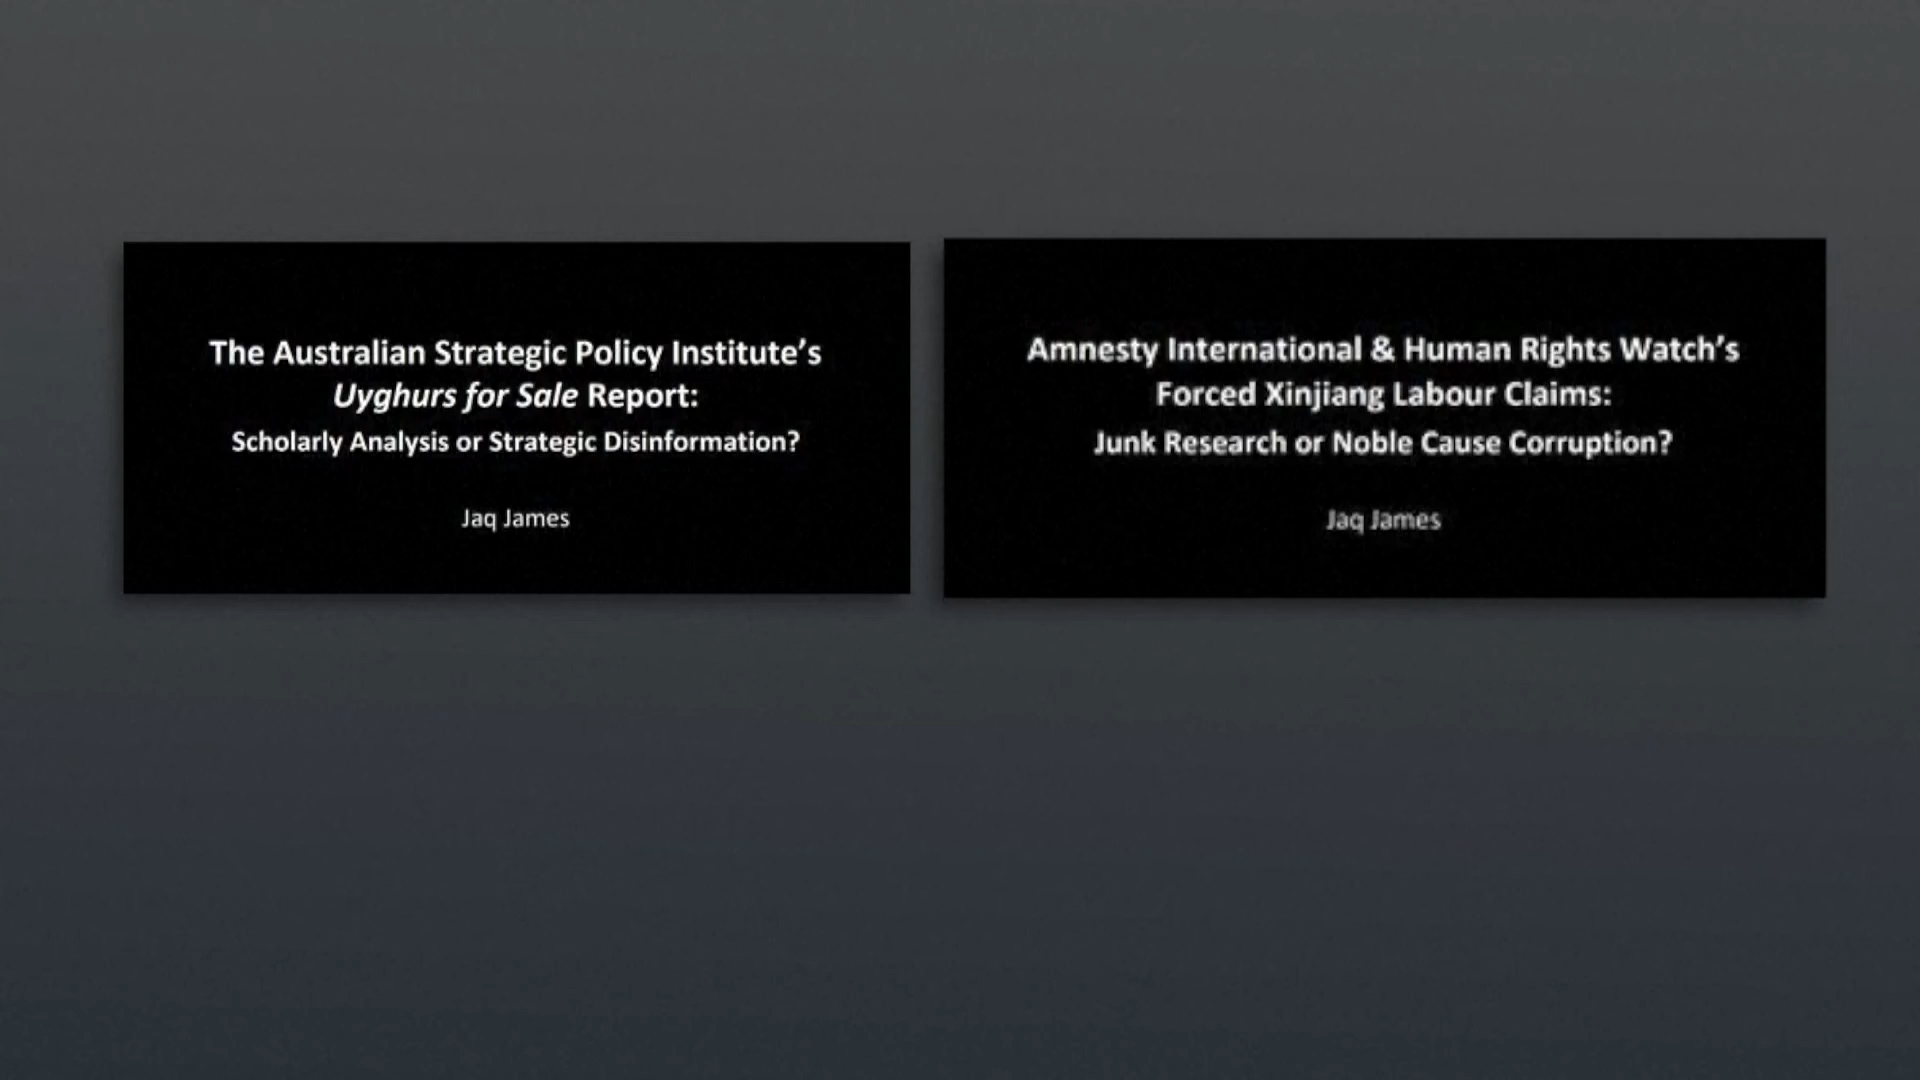 The Australian Strategic Policy Institute’s
Uyghurs for Sale Report:
Scholarly Analysis or Strategic Disinformation?
Jaq James
Amnesty International & Human Rights Watch’s
Forced Xinjiang Labour Claims:
Junk Research or Noble Cause Corruption?
Jaq James